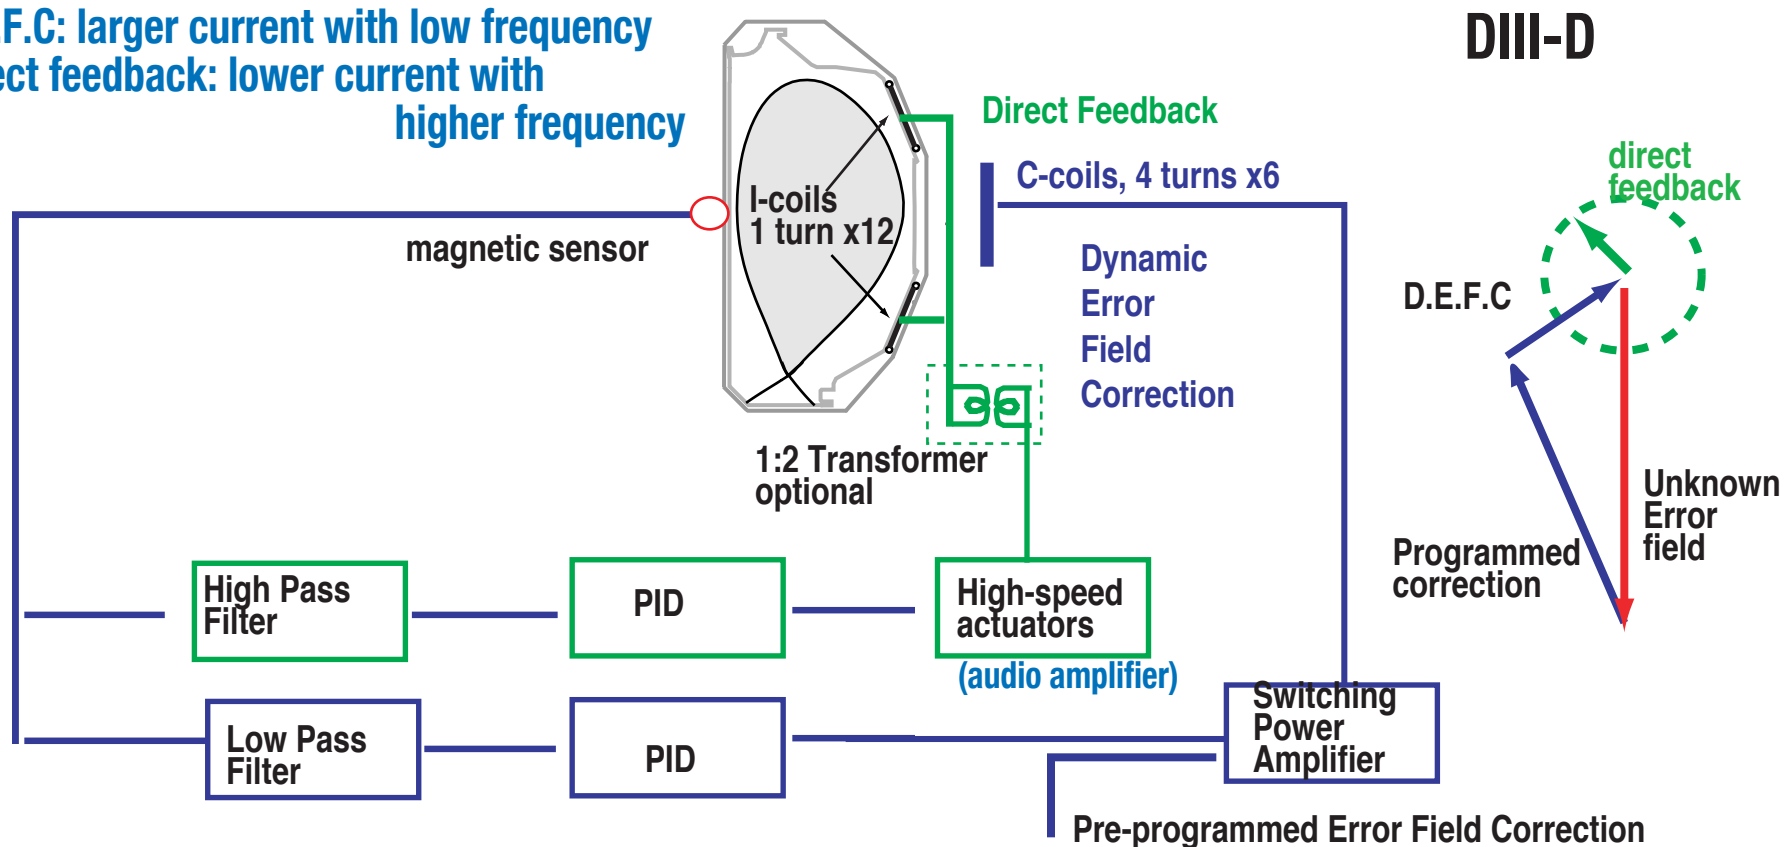 .F.C: larger current with low frequency
ect feedback: lower current with
higher frequency
DIII-D
Direct Feedback
C-coils, 4 turns x6
direct
feedback
I-coils
1 turn x12
magnetic sensor
Dynamic
Error
Field
Correction
D.E.F.C
1:2 Transformer
optional
Unknown
Error
field
Programmed
correction
High Pass
Filter
PID
High-speed
actuators
(audio amplifier)
Low Pass
Filter
PID
Switching
Power
Amplifier
Pre-programmed Error Field Correction